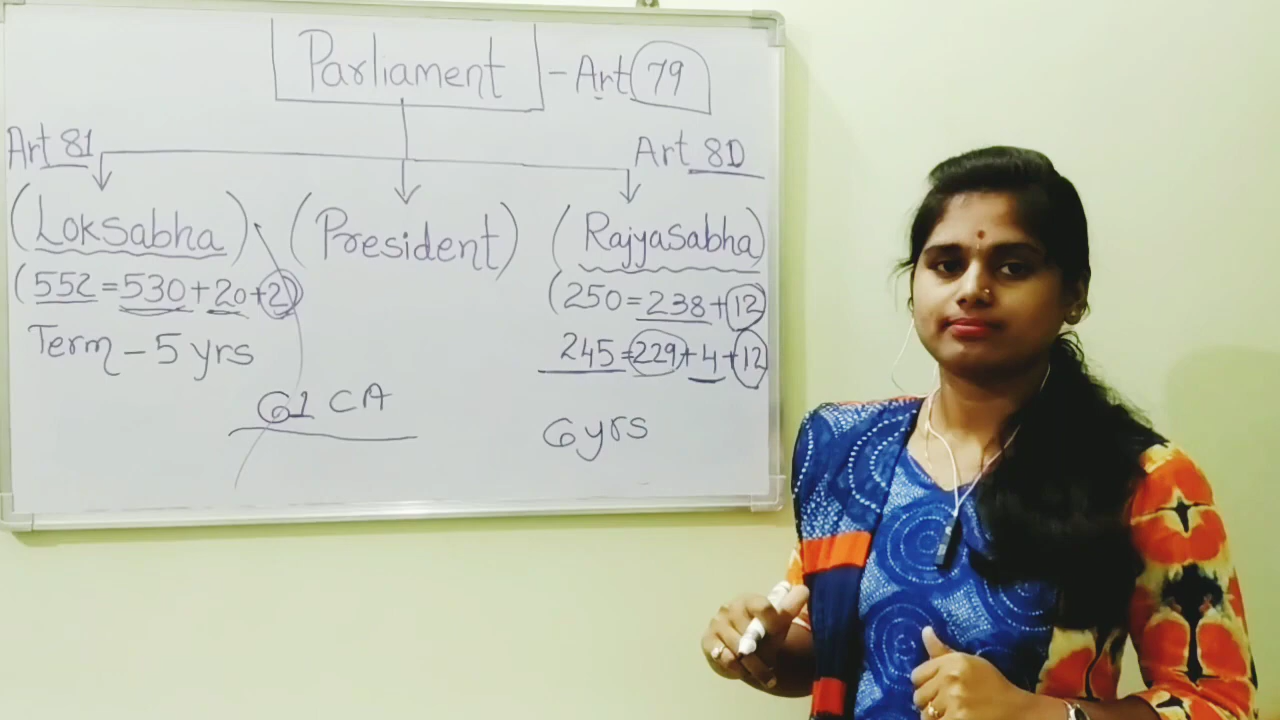 Parliament - Art 79
Art 81
Art 80
(Loksabha)
(President)
(Rajyasabha)
(552=530+20+2)
(250=238+12)
Term - 5 yrs
245=229+4+12
61 CA
6yrs